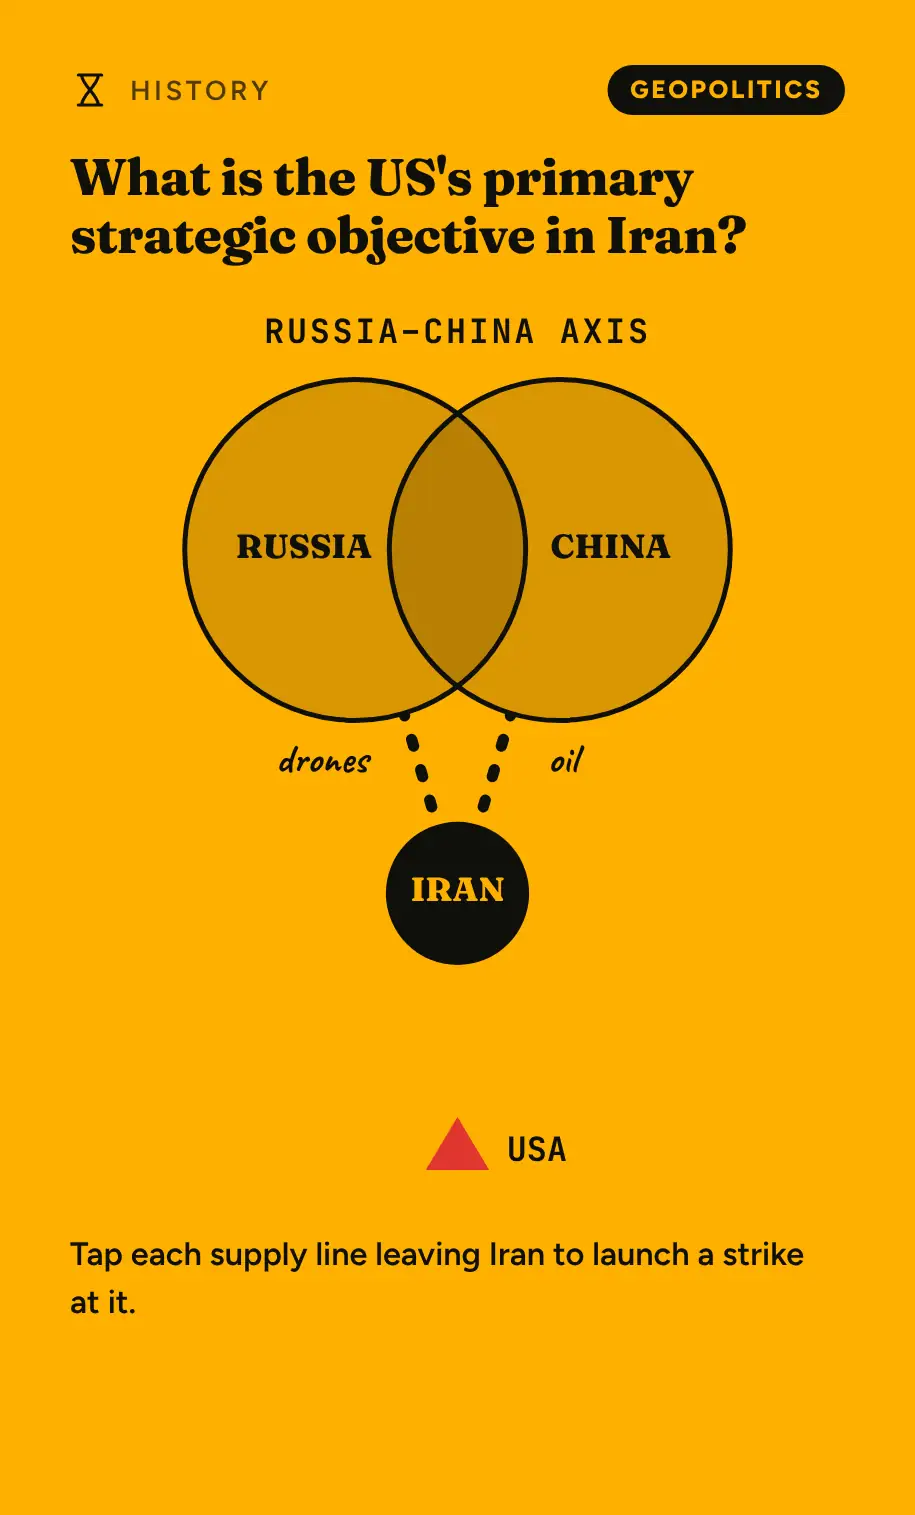 HISTORY
GEOPOLITICS
What is the US's primary
strategic objective in Iran?
RUSSIA–CHINA AXIS
RUSSIA
CHINA
drones
oil
IRAN
USA
Tap each supply line leaving Iran to launch a strike
at it.